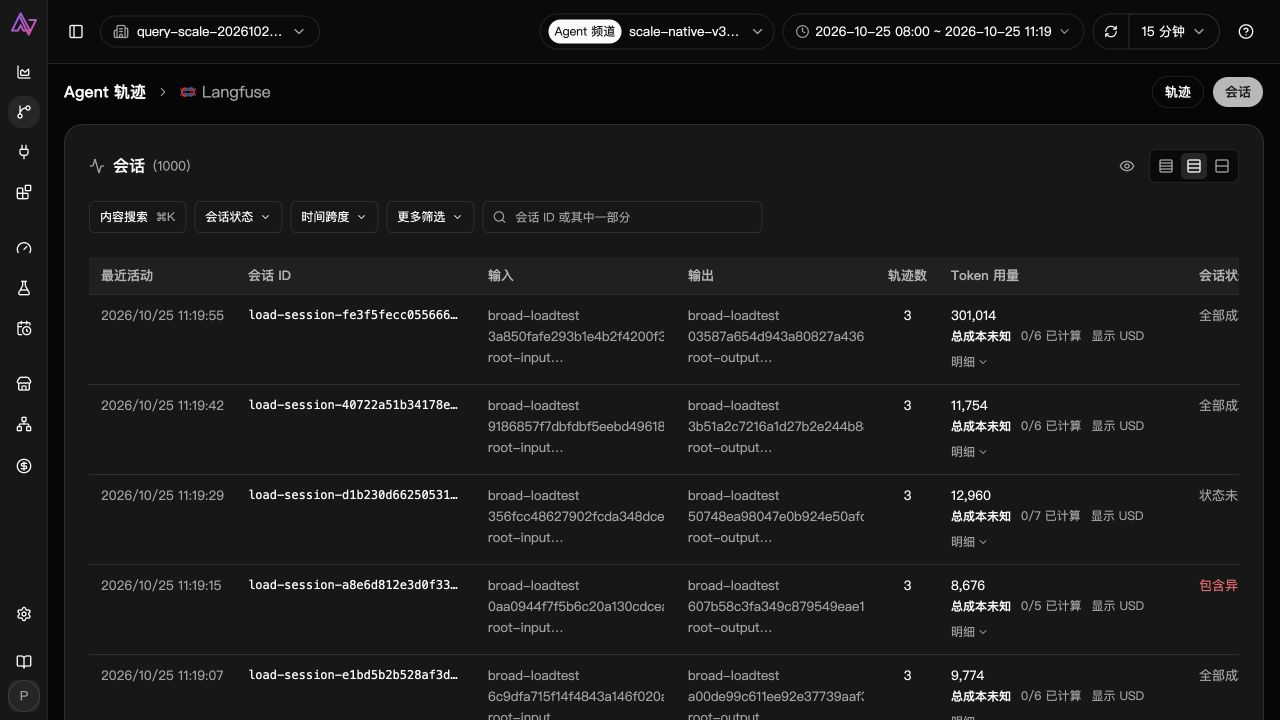 query-scale-2026102...
Agent 频道 scale-native-v3...
2026-10-25 08:00 ~ 2026-10-25 11:19
15 分钟
Agent 轨迹
Langfuse
轨迹
会话
会话 (1000)
内容搜索 ⌘K
会话状态
时间跨度
更多筛选
会话 ID 或其中一部分
最近活动 会话 ID 输入 输出 轨迹数 Token 用量 会话状
2026/10/25 11:19:55 load-session-fe3f5fecc055666… broad-loadtest broad-loadtest 3 301,014 全部成
3a850fafe293b1e4b2f4200f3 03587a654d943a80827a436 总成本未知 0/6 已计算 显示 USD
root-input... root-output...
明细
2026/10/25 11:19:42 load-session-40722a51b34178e… broad-loadtest broad-loadtest 3 11,754 全部成
9186857f7dbfdbf5eebd49618 3b51a2c7216a1d27b2e244b8 总成本未知 0/6 已计算 显示 USD
root-input... root-output...
明细
2026/10/25 11:19:29 load-session-d1b230d66250531… broad-loadtest broad-loadtest 3 12,960 状态未
356fcc48627902fcda348dce 50748ea98047e0b924e50afc 总成本未知 0/7 已计算 显示 USD
root-input... root-output...
明细
2026/10/25 11:19:15 load-session-a8e6d812e3d0f33… broad-loadtest broad-loadtest 3 8,676 包含异
0aa0944f7f5b6c20a130cdcea 607b58c3fa349c879549eae1 总成本未知 0/5 已计算 显示 USD
root-input... root-output...
明细
2026/10/25 11:19:07 load-session-e1bd5b2b528af3d… broad-loadtest broad-loadtest 3 9,774 全部成
6c9dfa715f14f4843a146f020a a00de99c611ee92e37739aaf3 总成本未知 0/6 已计算 显示 USD
root-input root-output
明细
P